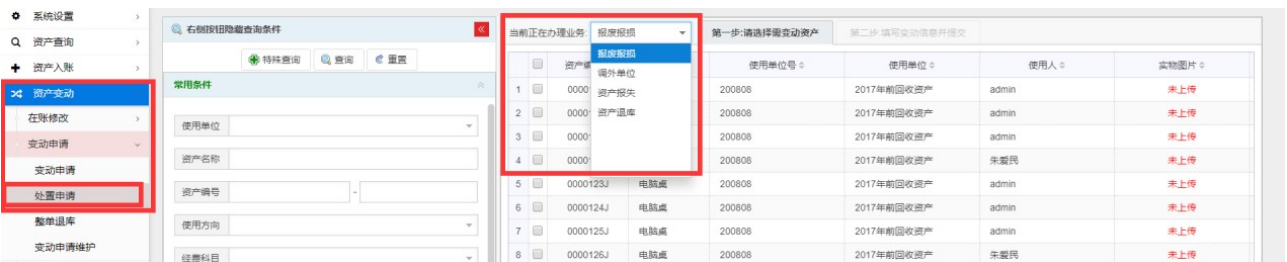 系统设置
资产查询
资产入账
资产变动
在账修改
变动申请
变动申请
处置申请
整单退库
变动申请维护
右侧按钮隐藏查询条件
特殊查询 查询 重置
常用条件
使用单位
资产名称
资产编号 -
使用方向
经费科目
当前正在办理业务: 报废报损 第一步:请选择需变动资产 第二步:填写变动信息并提交
报废报损
调外单位
资产报失
资产退库
使用单位号 使用单位 使用人 实物图片
1 200808 2017年前回收资产 admin 未上传
2 200808 2017年前回收资产 admin 未上传
3 200808 2017年前回收资产 admin 未上传
4 200808 2017年前回收资产 朱爱民 未上传
5 0000123J 电脑桌 200808 2017年前回收资产 admin 未上传
6 0000124J 电脑桌 200808 2017年前回收资产 admin 未上传
7 0000125J 电脑桌 200808 2017年前回收资产 admin 未上传
8 0000126J 电脑桌 200808 2017年前回收资产 朱爱民 未上传